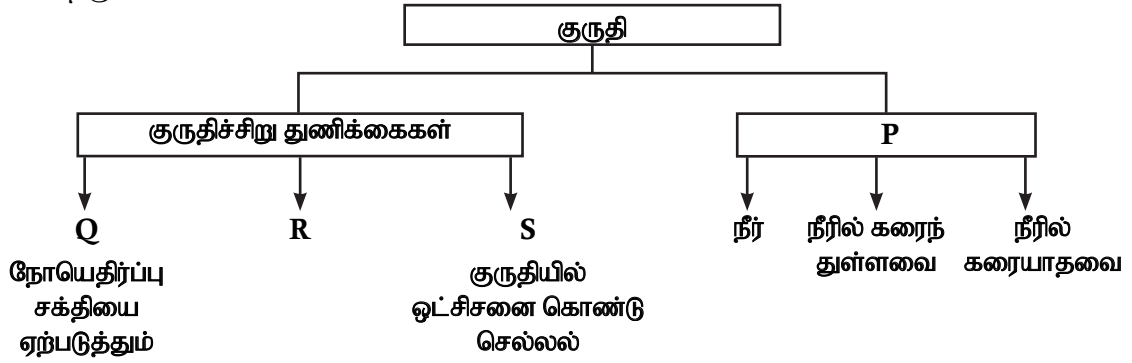 குருதி
குருதிச்சிறு துணிக்கைகள்
P
Q
R
S
நீர்
நீரில் கரைந்
துள்ளவை
நீரில்
கரையாதவை
நோயெதிர்ப்பு
சக்தியை
ஏற்படுத்தும்
குருதியில்
ஒட்சிசனை கொண்டு
செல்லல்